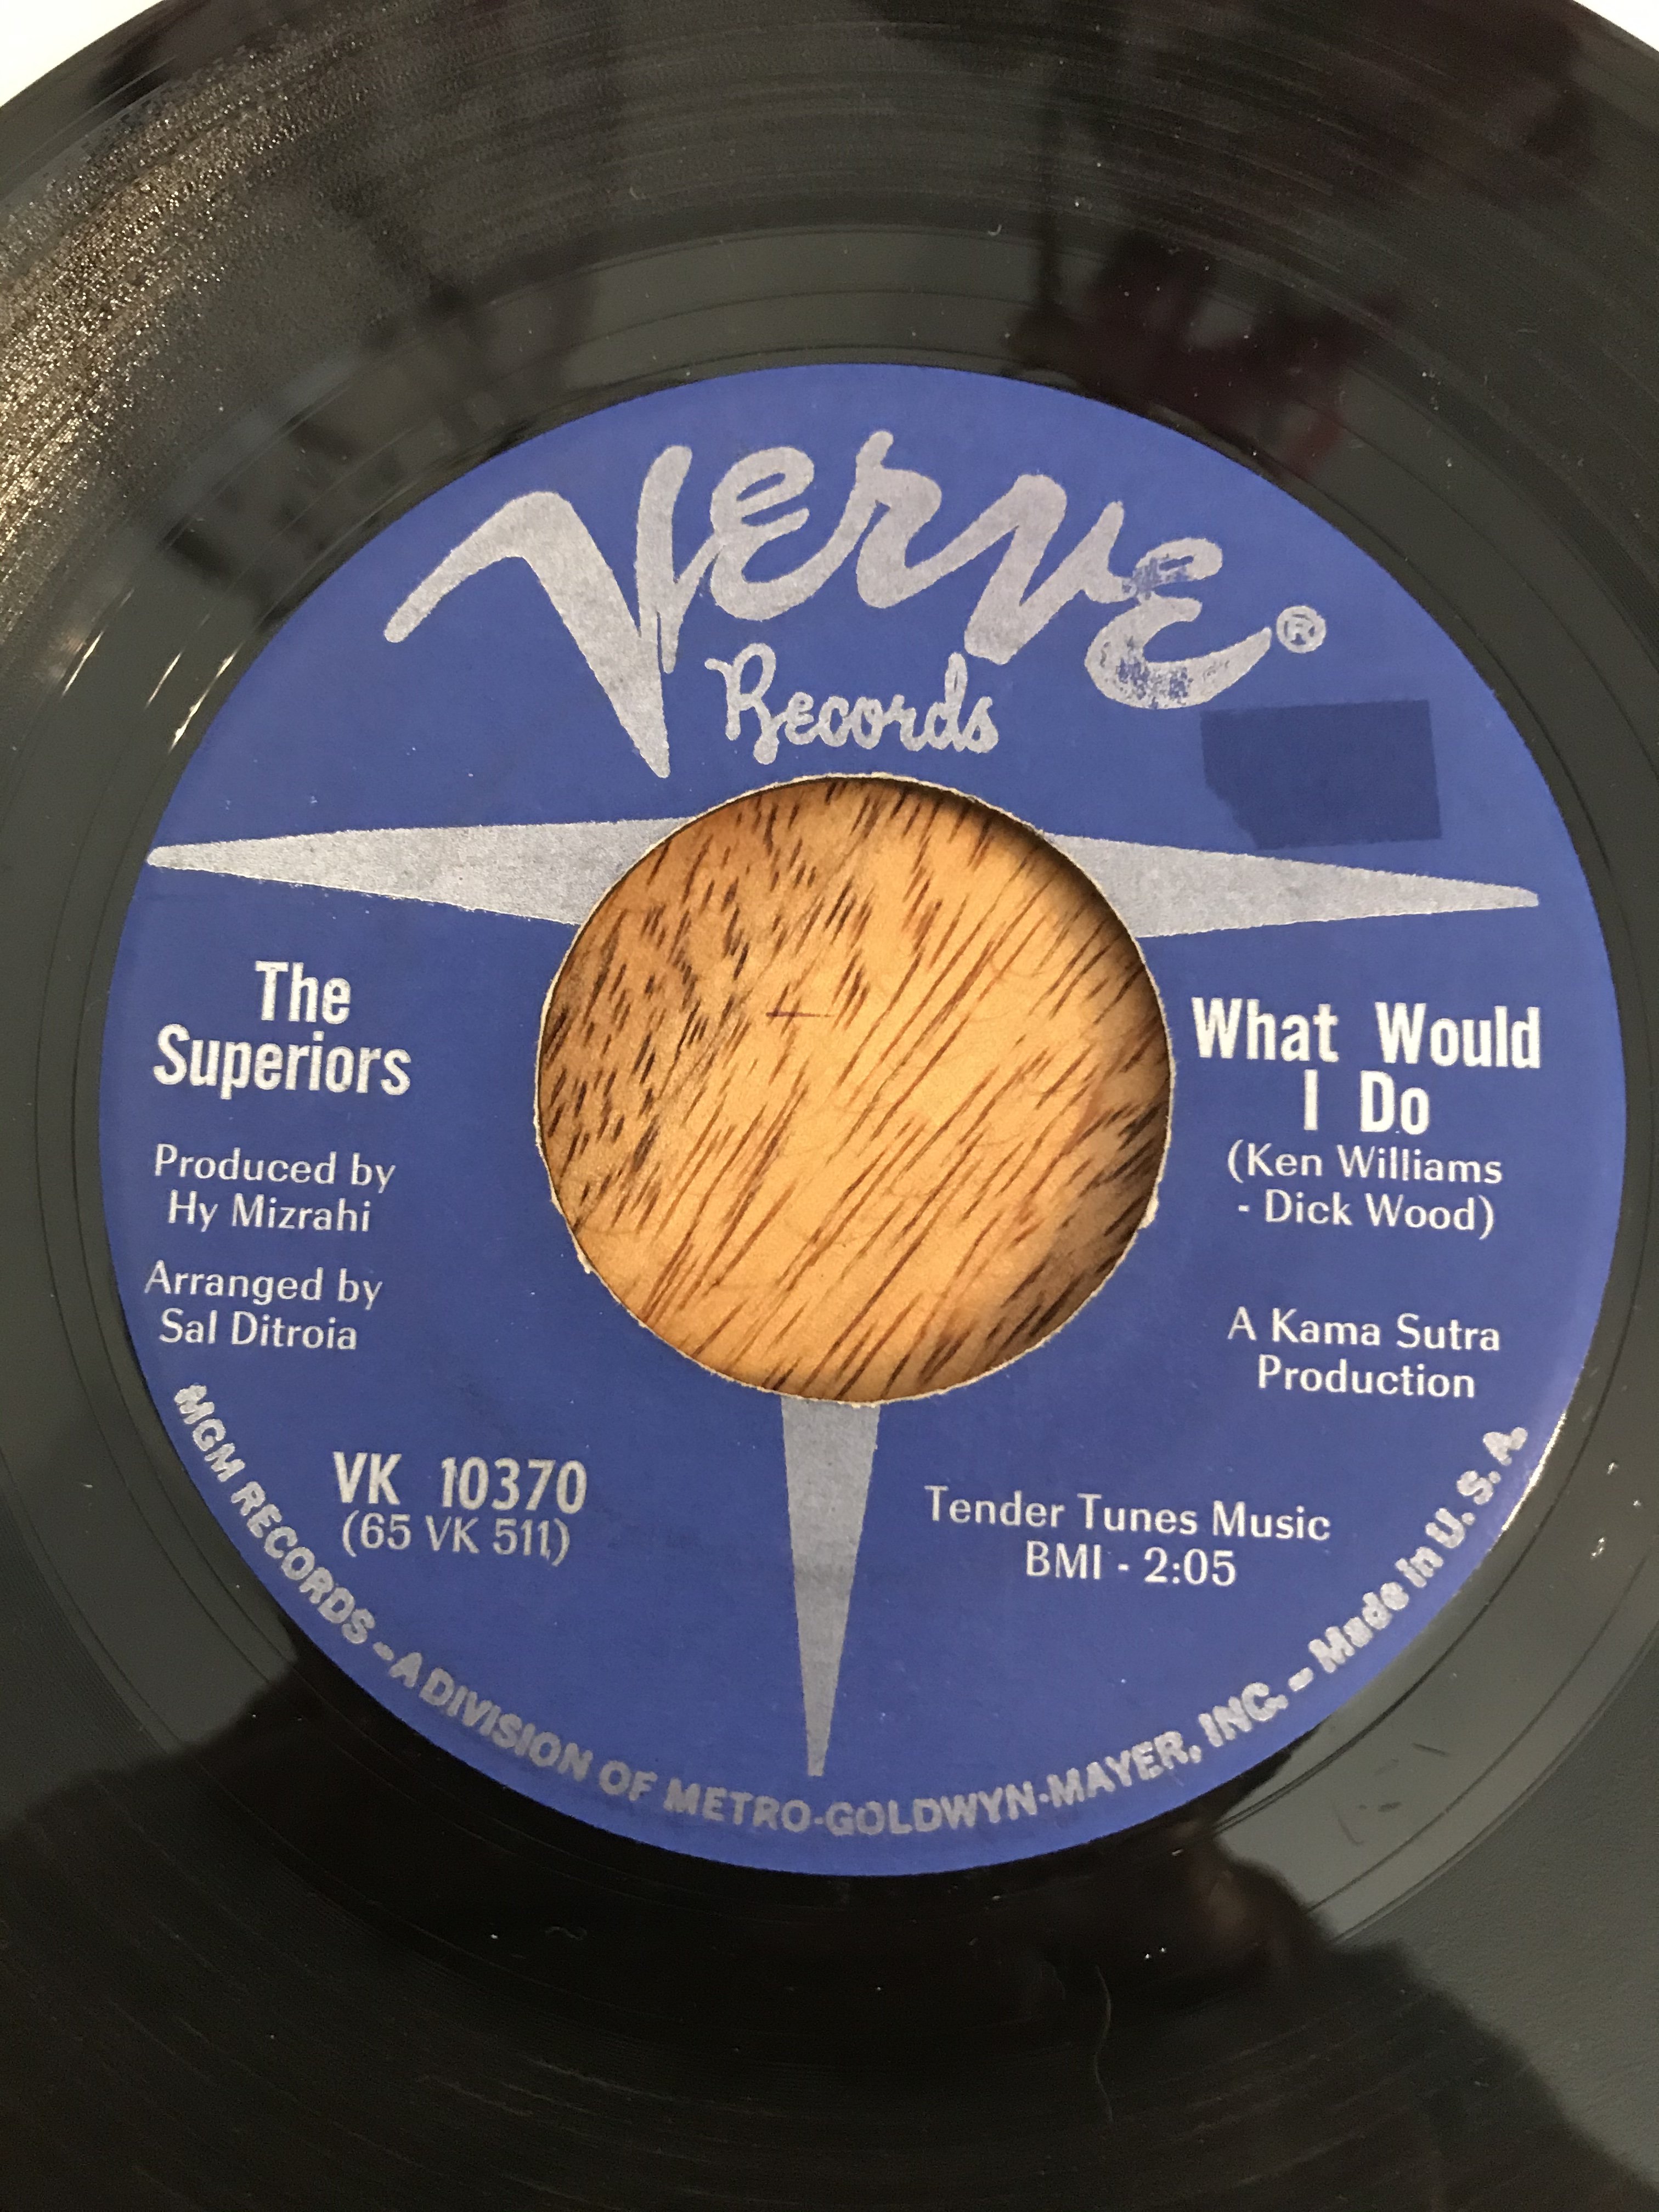 Verve®
Records
The
Superiors
Produced by
Hy Mizrahi
Arranged by
Sal Ditroia
VK 10370
(65 VK 511)
What Would
I Do
(Ken Williams
- Dick Wood)
A Kama Sutra
Production
Tender Tunes Music
BMI - 2:05
MGM RECORDS – A DIVISION OF METRO-GOLDWYN-MAYER, INC. – Made in U. S. A.